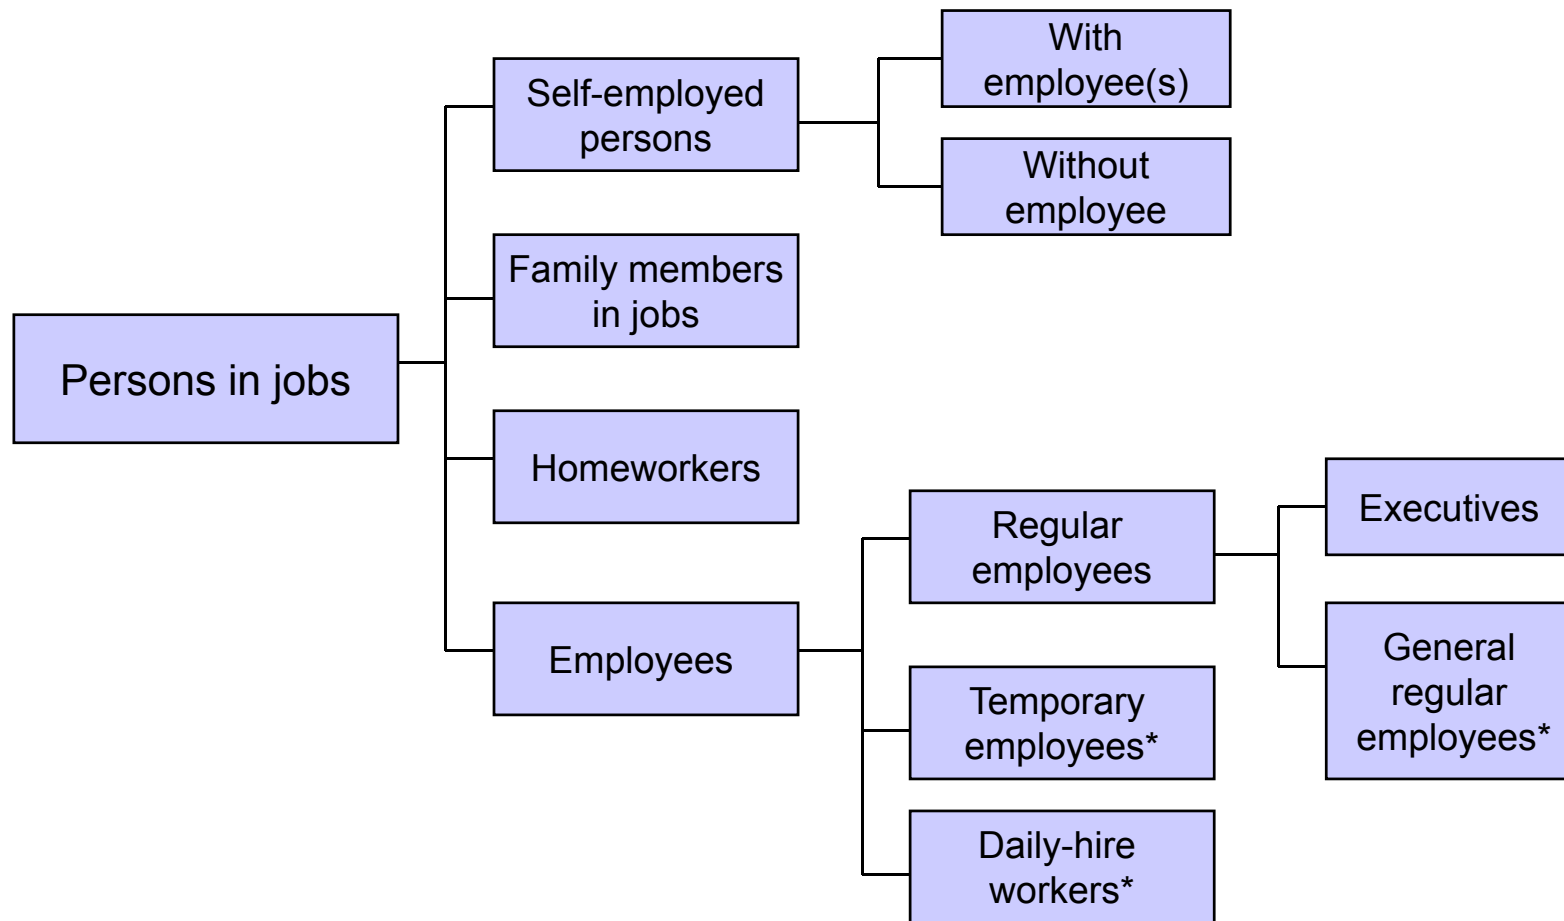 Persons in jobs
Self-employed
persons
With
employee(s)
Without
employee
Family members
in jobs
Homeworkers
Employees
Regular
employees
Executives
General
regular
employees*
Temporary
employees*
Daily-hire
workers*